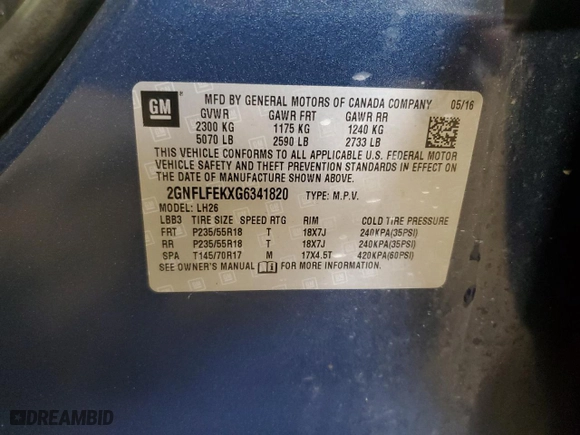 GM
MFD BY GENERAL MOTORS OF CANADA COMPANY 05/16
GVWR GAWR FRT GAWR RR
2300 KG 1175 KG 1240 KG
5070 LB 2590 LB 2733 LB
THIS VEHICLE CONFORMS TO ALL APPLICABLE U.S. FEDERAL MOTOR
VEHICLE SAFETY AND THEFT PREVENTION STANDARDS IN EFFECT ON
THE DATE OF MANUFACTURE SHOWN ABOVE.
2GNFLFEKXG6341820 TYPE: M.P.V.
MODEL: LH26
LBB3 TIRE SIZE SPEED RTG RIM COLD TIRE PRESSURE
FRT P235/55R18 T 18X7J 240KPA(35PSI)
RR P235/55R18 T 18X7J 240KPA(35PSI)
SPA T145/70R17 M 17X4.5T 420KPA(60PSI)
SEE OWNER'S MANUAL FOR MORE INFORMATION.
DREAMBID